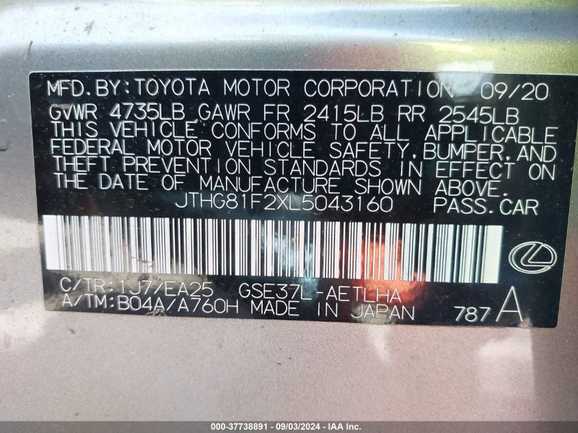 MFD.BY:TOYOTA MOTOR CORPORATION 09/20
GVWR 4735LB GAWR FR 2415LB RR 2545LB
THIS VEHICLE CONFORMS TO ALL APPLICABLE
FEDERAL MOTOR VEHICLE SAFETY,BUMPER,AND
THEFT PREVENTION STANDARDS IN EFFECT ON
THE DATE OF MANUFACTURE SHOWN ABOVE.
JTHG81F2XL5043160 PASS.CAR
C/TR:1J7/EA25 GSE37L-AETLHA
A/TM:B04A/A760H MADE IN JAPAN 787A
000-37738891 - 09/03/2024 - IAA Inc.